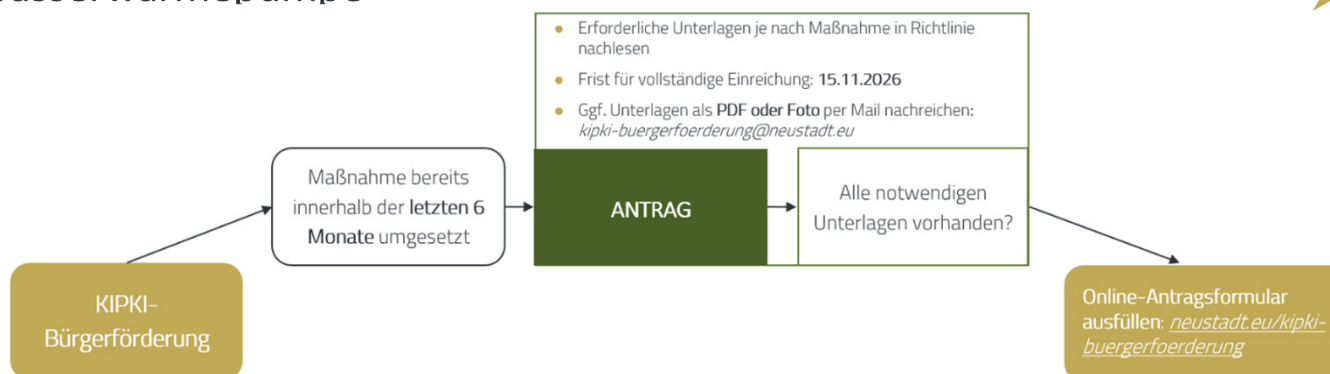 ● Erforderliche Unterlagen je nach Maßnahme in Richtlinie
nachlesen
● Frist für vollständige Einreichung: 15.11.2026
● Ggf. Unterlagen als PDF oder Foto per Mail nachreichen:
kipki-buergerfoerderung@neustadt.eu
Maßnahme bereits
innerhalb der letzten 6
Monate umgesetzt
ANTRAG
Alle notwendigen
Unterlagen vorhanden?
KIPKI-
Bürgerförderung
Online-Antragsformular
ausfüllen: neustadt.eu/kipki-
buergerfoerderung